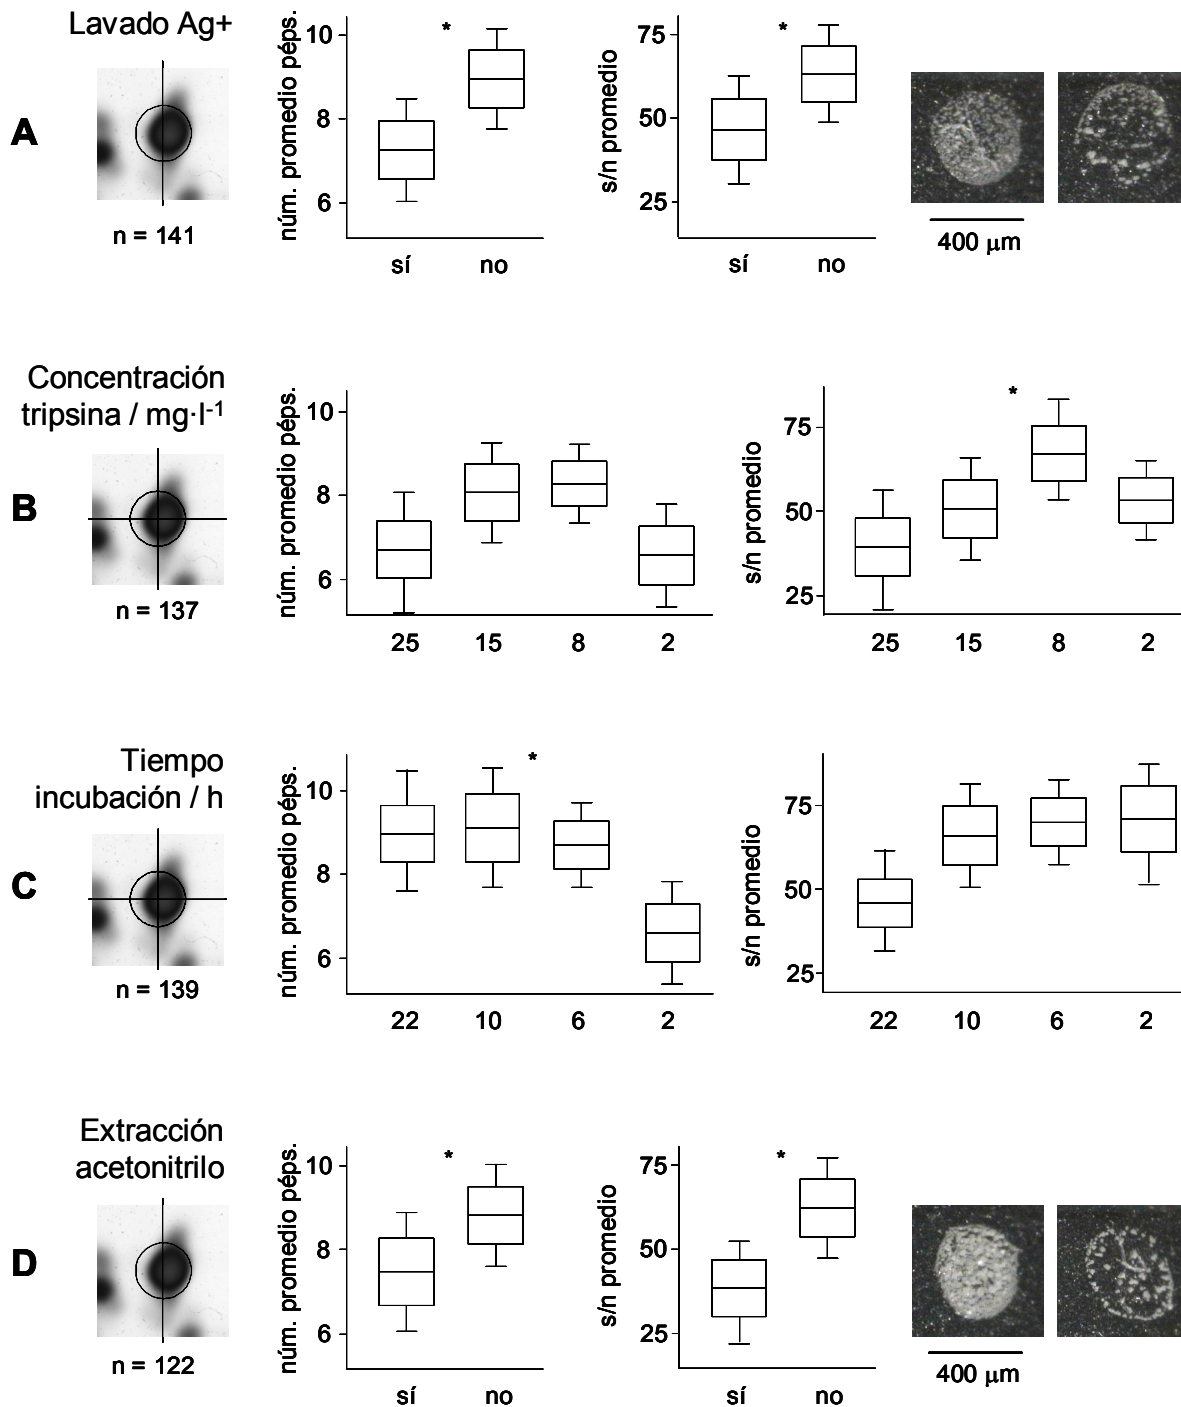 Lavado Ag+
A
n = 141
núm. promedio péps.
10
8
6
*
sí no
s/n promedio
75
50
25
*
sí no
400 µm
Concentración
tripsina / mg·l⁻¹
B
n = 137
núm. promedio péps.
10
8
6
25 15 8 2
s/n promedio
75
50
25
*
25 15 8 2
Tiempo
incubación / h
C
n = 139
núm. promedio péps.
10
8
6
*
22 10 6 2
s/n promedio
75
50
25
22 10 6 2
Extracción
acetonitrilo
D
n = 122
núm. promedio péps.
10
8
6
*
sí no
s/n promedio
75
50
25
*
sí no
400 µm